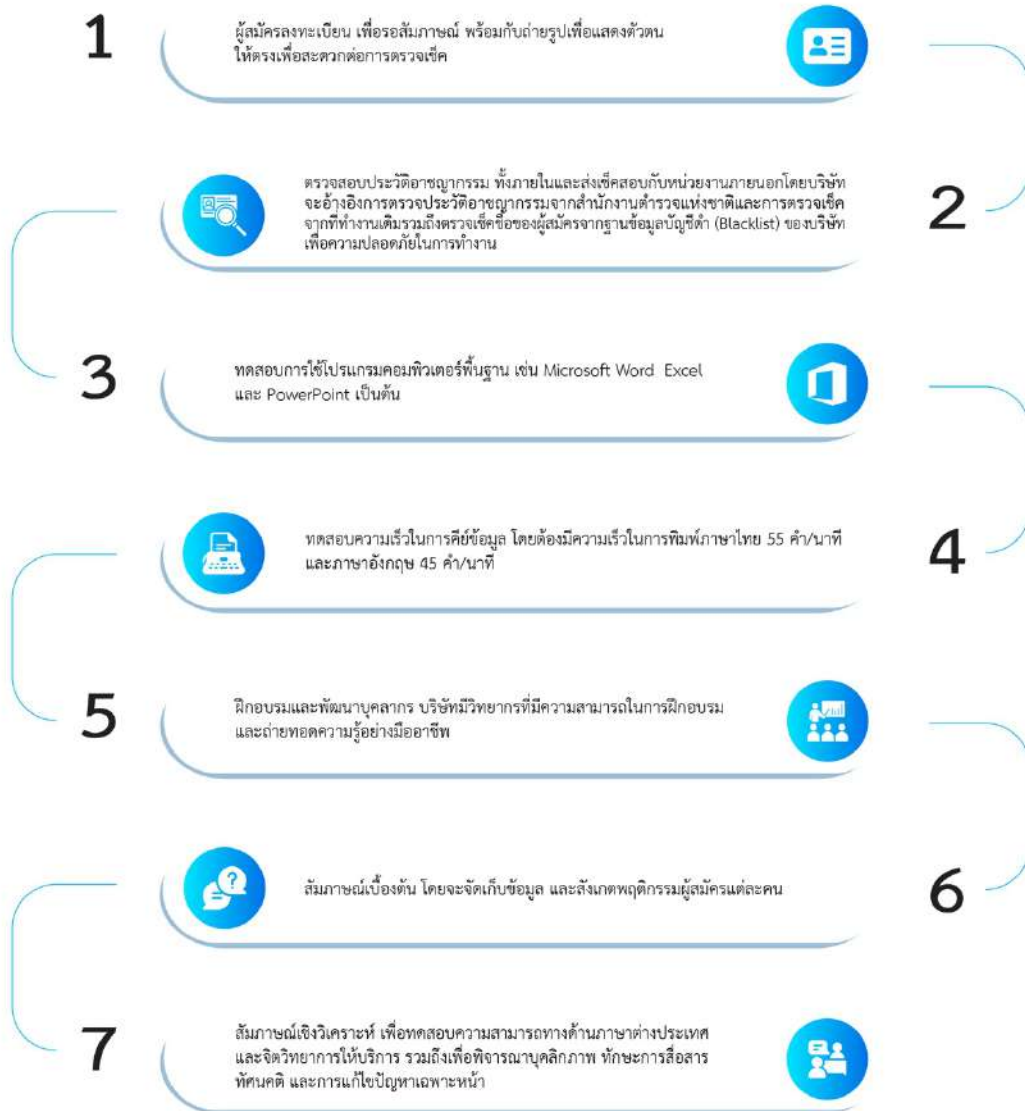 1
ผู้สมัครลงทะเบียน เพื่อรอสัมภาษณ์ พร้อมกับถ่ายรูปเพื่อแสดงตัวตน
ให้ตรงเพื่อสะดวกต่อการตรวจเช็ค
2
ตรวจสอบประวัติอาชญากรรม ทั้งภายในและส่งเช็คสอบกับหน่วยงานภายนอกโดยบริษัท
จะอ้างอิงการตรวจประวัติอาชญากรรมจากสำนักงานตำรวจแห่งชาติและการตรวจเช็ค
จากที่ทำงานเดิมรวมถึงตรวจเช็คชื่อของผู้สมัครจากฐานข้อมูลบัญชีดำ (Blacklist) ของบริษัท
เพื่อความปลอดภัยในการทำงาน
3
ทดสอบการใช้โปรแกรมคอมพิวเตอร์พื้นฐาน เช่น Microsoft Word Excel
และ PowerPoint เป็นต้น
4
ทดสอบความเร็วในการคีย์ข้อมูล โดยต้องมีความเร็วในการพิมพ์ภาษาไทย 55 คำ/นาที
และภาษาอังกฤษ 45 คำ/นาที
5
ฝึกอบรมและพัฒนาบุคลากร บริษัทมีวิทยากรที่มีความสามารถในการฝึกอบรม
และถ่ายทอดความรู้อย่างมืออาชีพ
6
สัมภาษณ์เบื้องต้น โดยจะจัดเก็บข้อมูล และสังเกตพฤติกรรมผู้สมัครแต่ละคน
7
สัมภาษณ์เชิงวิเคราะห์ เพื่อทดสอบความสามารถทางด้านภาษาต่างประเทศ
และจิตวิทยาการให้บริการ รวมถึงเพื่อพิจารณาบุคลิกภาพ ทักษะการสื่อสาร
ทัศนคติ และการแก้ไขปัญหาเฉพาะหน้า